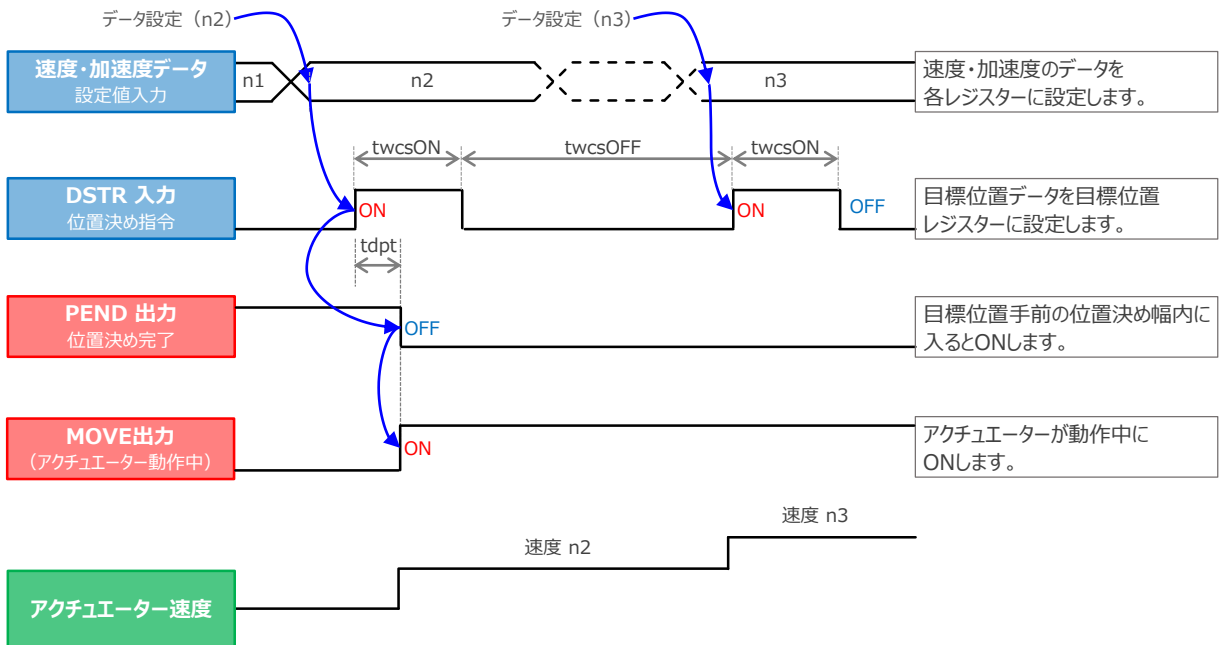 データ設定（n2）
データ設定（n3）
速度・加速度データ
設定値入力
n1
n2
n3
速度・加速度のデータを
各レジスターに設定します。
twcsON
twcsOFF
twcsON
DSTR 入力
位置決め指令
ON
ON
OFF
目標位置データを目標位置
レジスターに設定します。
tdpt
PEND 出力
位置決め完了
OFF
目標位置手前の位置決め幅内に
入るとONします。
MOVE出力
（アクチュエーター動作中）
ON
アクチュエーターが動作中に
ONします。
速度 n3
速度 n2
アクチュエーター速度